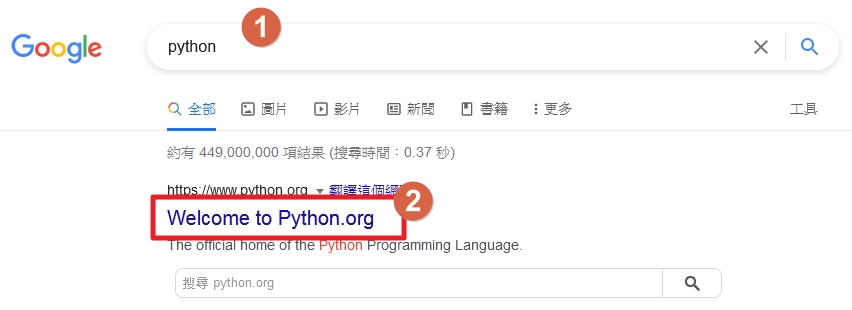 1
Google
python
全部 圖片 影片 新聞 書籍 更多 工具
約有 449,000,000 項結果 (搜尋時間：0.37 秒)
https://www.python.org 翻譯這個網
2
Welcome to Python.org
The official home of the Python Programming Language.
搜尋 python.org